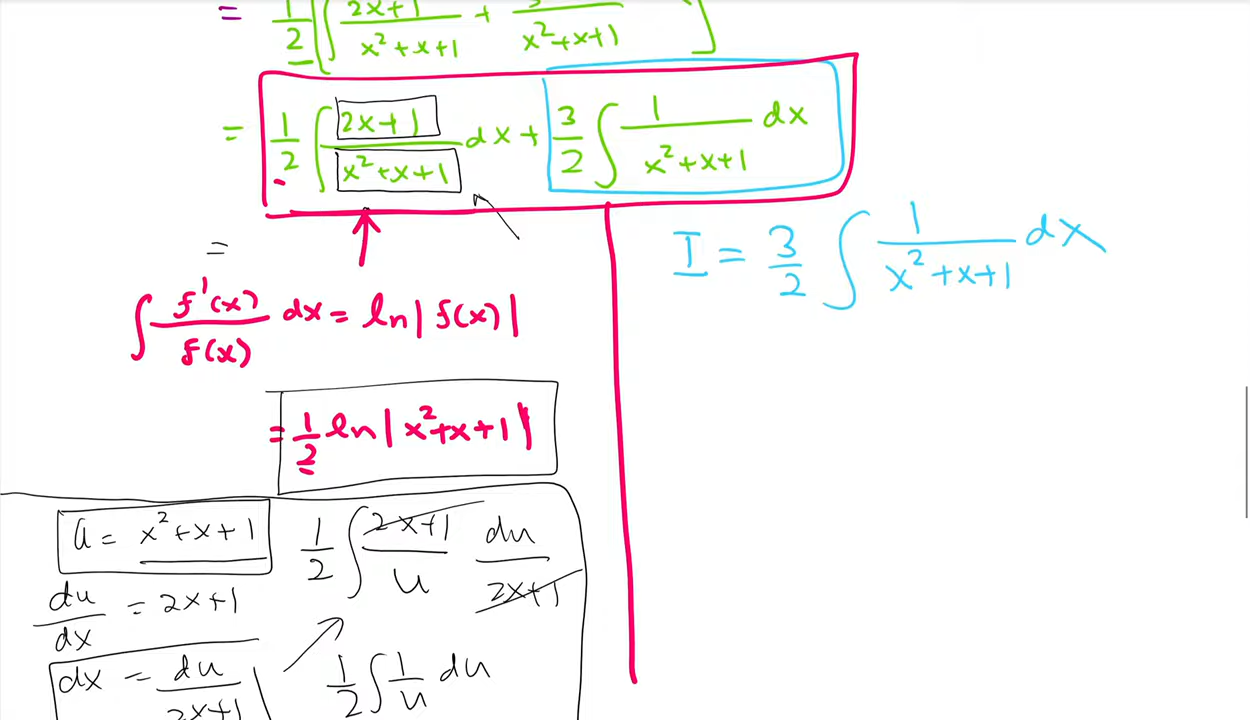 = 1/2 [ ∫ 2x+1 / x²+x+1 + / x²+x+1 ]
= 1/2 ∫ 2x+1 / x²+x+1 dx + 3/2 ∫ 1 / x²+x+1 dx
=
I = 3/2 ∫ 1 / x²+x+1 dx
∫ f'(x) / f(x) dx = ln| f(x) |
= 1/2 ln| x²+x+1 |
u = x²+x+1
1/2 ∫ 2x+1 / u du / 2x+1
du/dx = 2x+1
dx = du / 2x+1
1/2 ∫ 1/u du